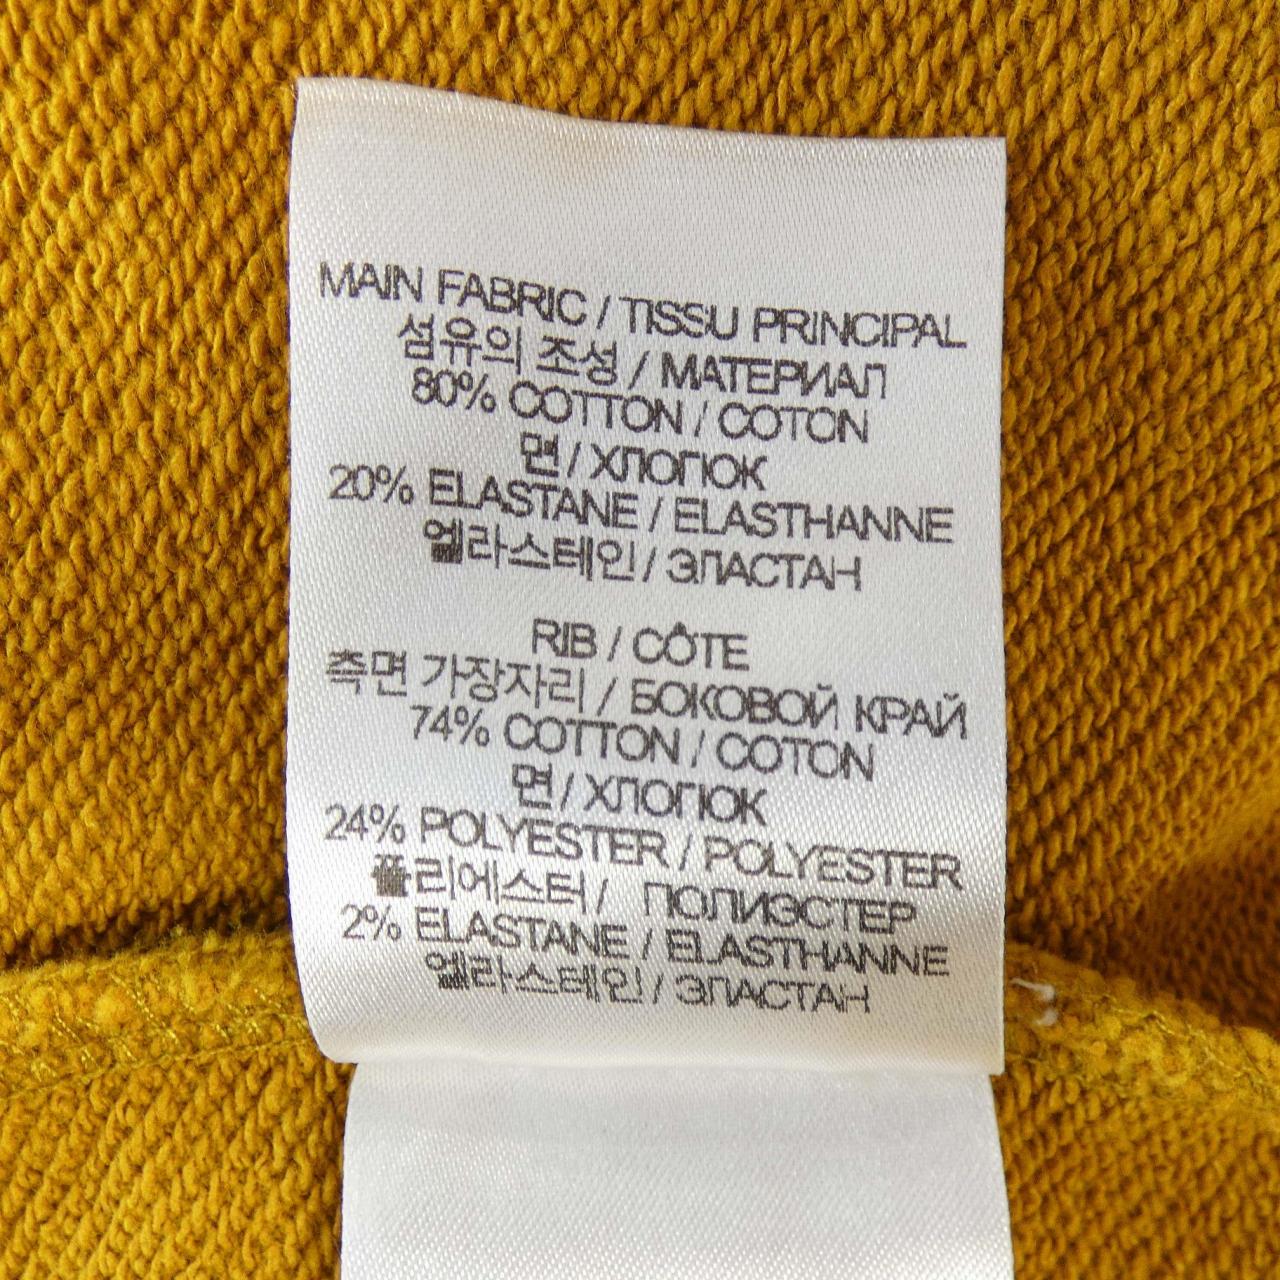 MAIN FABRIC / TISSU PRINCIPAL
섬유의 조성 / МАТЕРИАЛ
80% COTTON / COTON
면 / ХЛОПОК
20% ELASTANE / ELASTHANNE
엘라스테인 / ЭЛАСТАН
RIB / CÔTE
측면 가장자리 / БОКОВОЙ КРАЙ
74% COTTON / COTON
면 / ХЛОПОК
24% POLYESTER / POLYESTER
폴리에스터 / ПОЛИЭСТЕР
2% ELASTANE / ELASTHANNE
엘라스테인 / ЭЛАСТАН